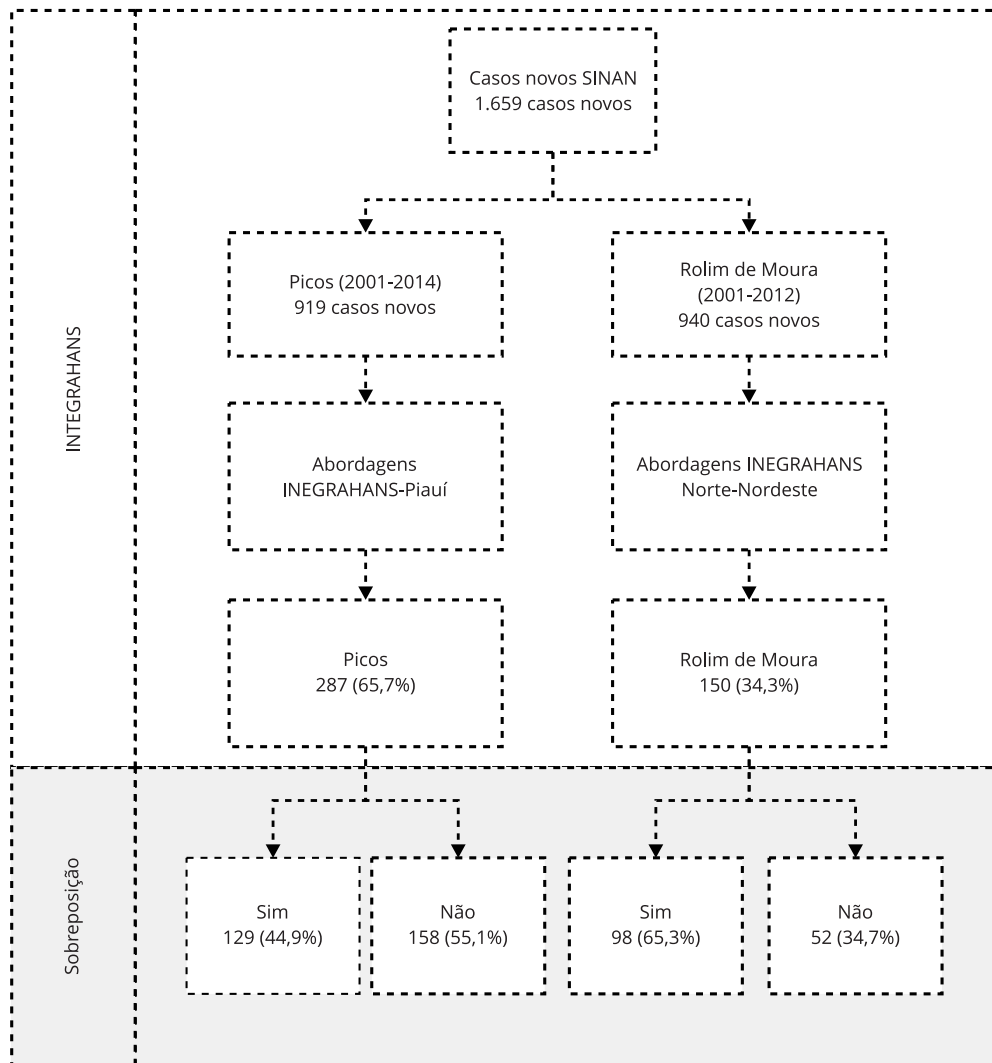 INTEGRAHANS
Casos novos SINAN
1.659 casos novos
Picos (2001-2014)
919 casos novos
Rolim de Moura
(2001-2012)
940 casos novos
Abordagens
INEGRAHANS-Piauí
Abordagens INEGRAHANS
Norte-Nordeste
Picos
287 (65,7%)
Rolim de Moura
150 (34,3%)
Sobreposição
Sim
129 (44,9%)
Não
158 (55,1%)
Sim
98 (65,3%)
Não
52 (34,7%)